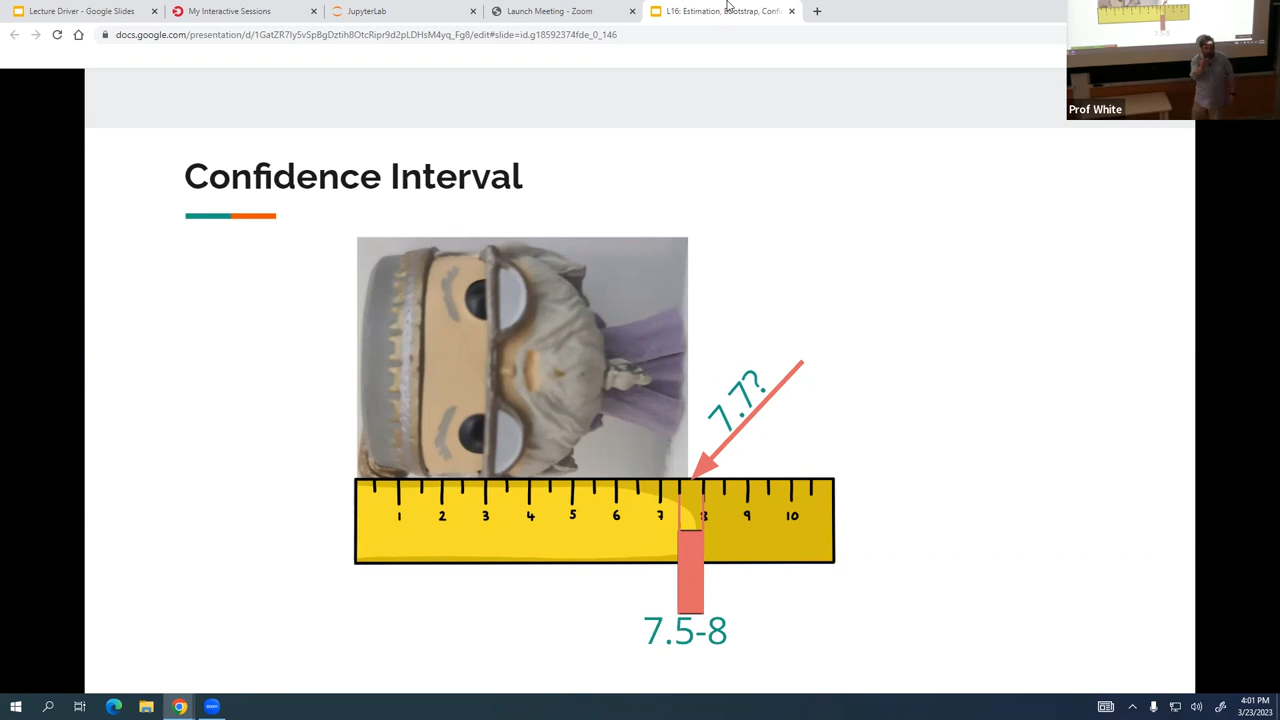 Lecture Driver - Google Slides
My Interactive Sessions
JupyterLab
Launch Meeting - Zoom
L16: Estimation, Bootstrap, Confi
docs.google.com/presentation/d/1GatZR7Iy5vSpBgDztih8OtcRipr9d2pLDHsM4yq_FgI_edit#slide=id.g18592374fde_0_146
Prof White
Confidence Interval
7.7?
1 2 3 4 5 6 7 8 9 10
7.5-8
4:01 PM
3/23/2023